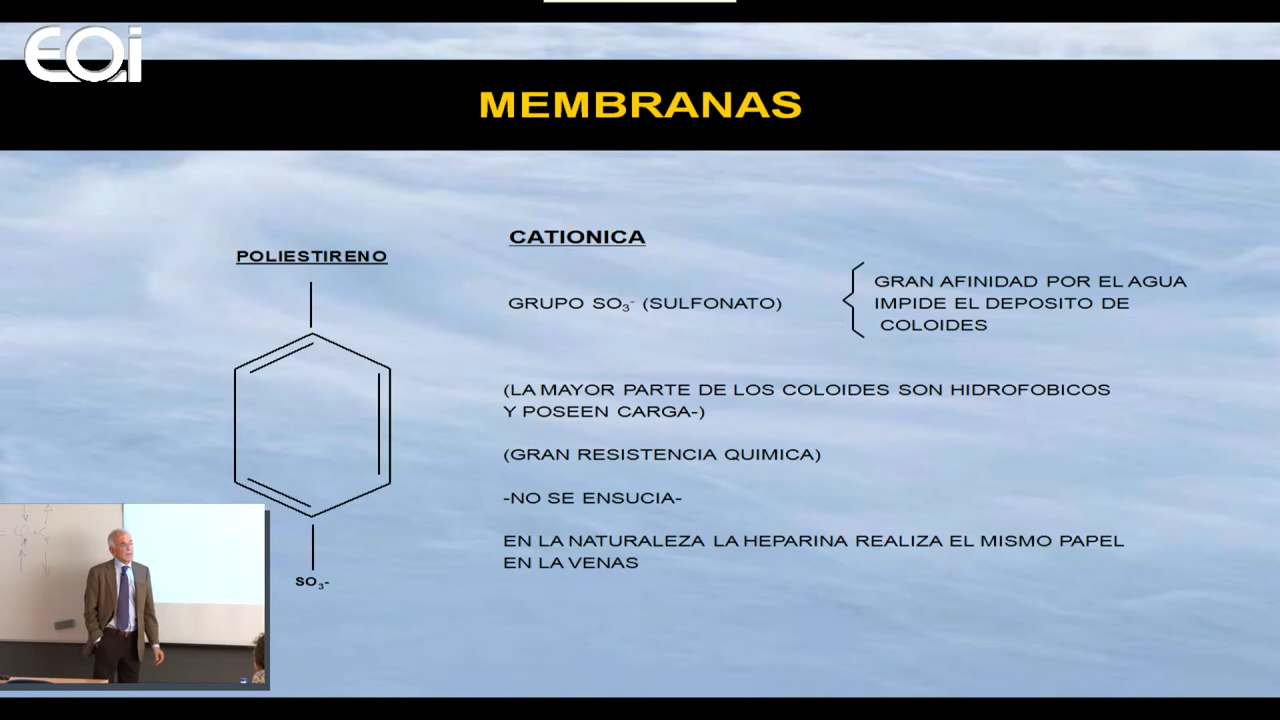 EOi
MEMBRANAS
POLIESTIRENO
SO₃-
CATIONICA
GRUPO SO₃- (SULFONATO)
GRAN AFINIDAD POR EL AGUA
IMPIDE EL DEPOSITO DE
COLOIDES
(LA MAYOR PARTE DE LOS COLOIDES SON HIDROFOBICOS
Y POSEEN CARGA-)
(GRAN RESISTENCIA QUIMICA)
-NO SE ENSUCIA-
EN LA NATURALEZA LA HEPARINA REALIZA EL MISMO PAPEL
EN LA VENAS